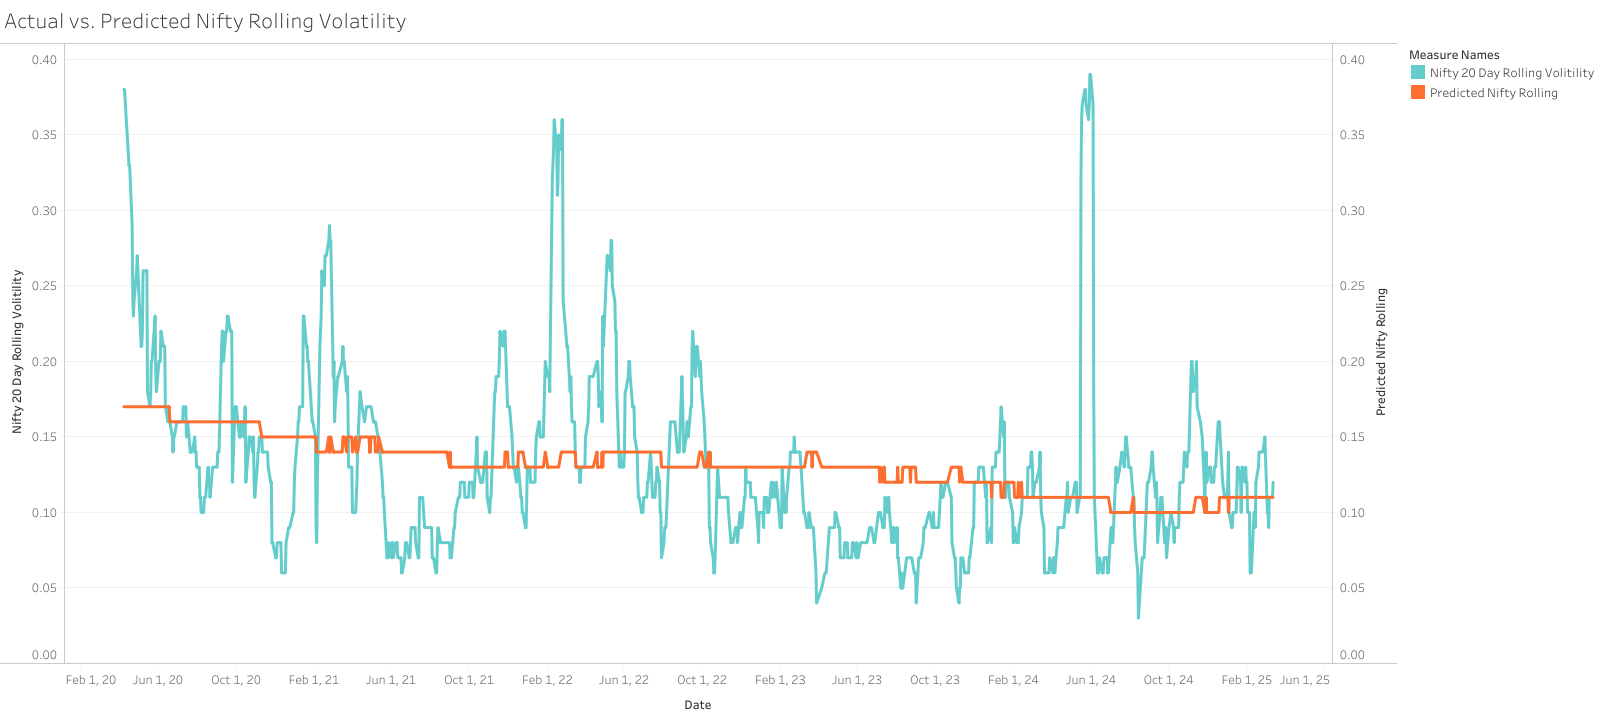 Actual vs. Predicted Nifty Rolling Volatility
Measure Names
Nifty 20 Day Rolling Volitility
Predicted Nifty Rolling
0.40
0.35
0.30
0.25
0.20
0.15
0.10
0.05
0.00
Nifty 20 Day Rolling Volitility
0.40
0.35
0.30
0.25
0.20
0.15
0.10
0.05
0.00
Predicted Nifty Rolling
Feb 1, 20 Jun 1, 20 Oct 1, 20 Feb 1, 21 Jun 1, 21 Oct 1, 21 Feb 1, 22 Jun 1, 22 Oct 1, 22 Feb 1, 23 Jun 1, 23 Oct 1, 23 Feb 1, 24 Jun 1, 24 Oct 1, 24 Feb 1, 25 Jun 1, 25
Date